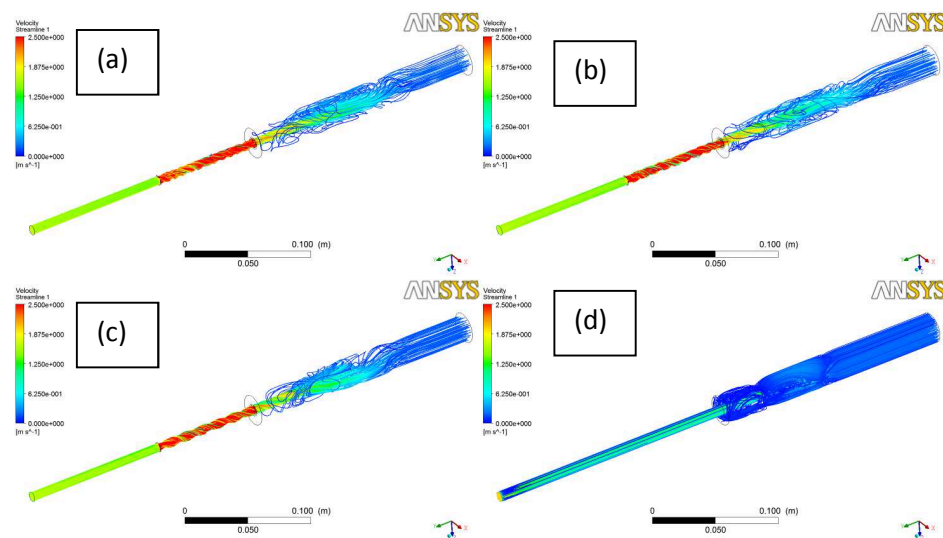 Velocity
Streamline 1
2.500e+000
1.875e+000
1.250e+000
6.250e-001
0.000e+000
[m s^-1]
(a)
ANSYS
0 0.100 (m)
0.050
Velocity
Streamline 1
2.500e+000
1.875e+000
1.250e+000
6.250e-001
0.000e+000
[m s^-1]
(b)
ANSYS
0 0.100 (m)
0.050
Velocity
Streamline 1
2.500e+000
1.875e+000
1.250e+000
6.250e-001
0.000e+000
[m s^-1]
(c)
ANSYS
0 0.100 (m)
0.050
Velocity
Streamline 1
2.500e+000
1.875e+000
1.250e+000
6.250e-001
0.000e+000
[m s^-1]
(d)
ANSYS
0 0.100 (m)
0.050